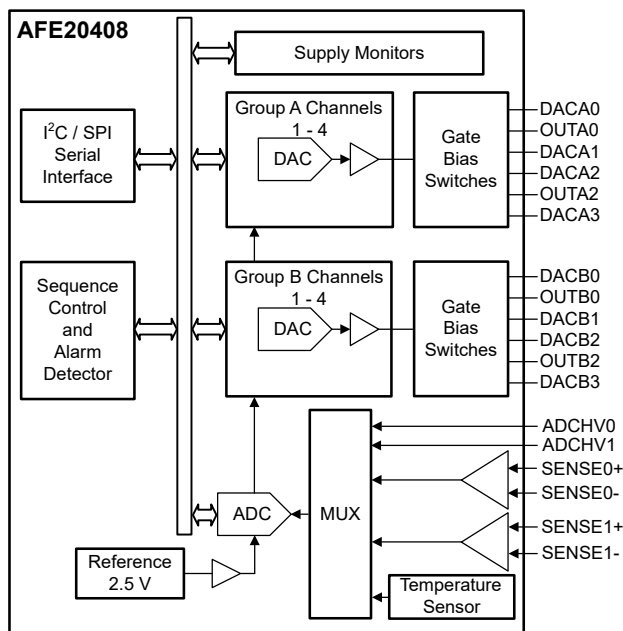 AFE20408
Supply Monitors
I²C / SPI
Serial
Interface
Group A Channels
1 - 4
DAC
Gate
Bias
Switches
DACA0
OUTA0
DACA1
DACA2
OUTA2
DACA3
Sequence
Control
and
Alarm
Detector
Group B Channels
1 - 4
DAC
Gate
Bias
Switches
DACB0
OUTB0
DACB1
DACB2
OUTB2
DACB3
ADCHV0
ADCHV1
SENSE0+
SENSE0-
SENSE1+
SENSE1-
ADC
MUX
Reference
2.5 V
Temperature
Sensor